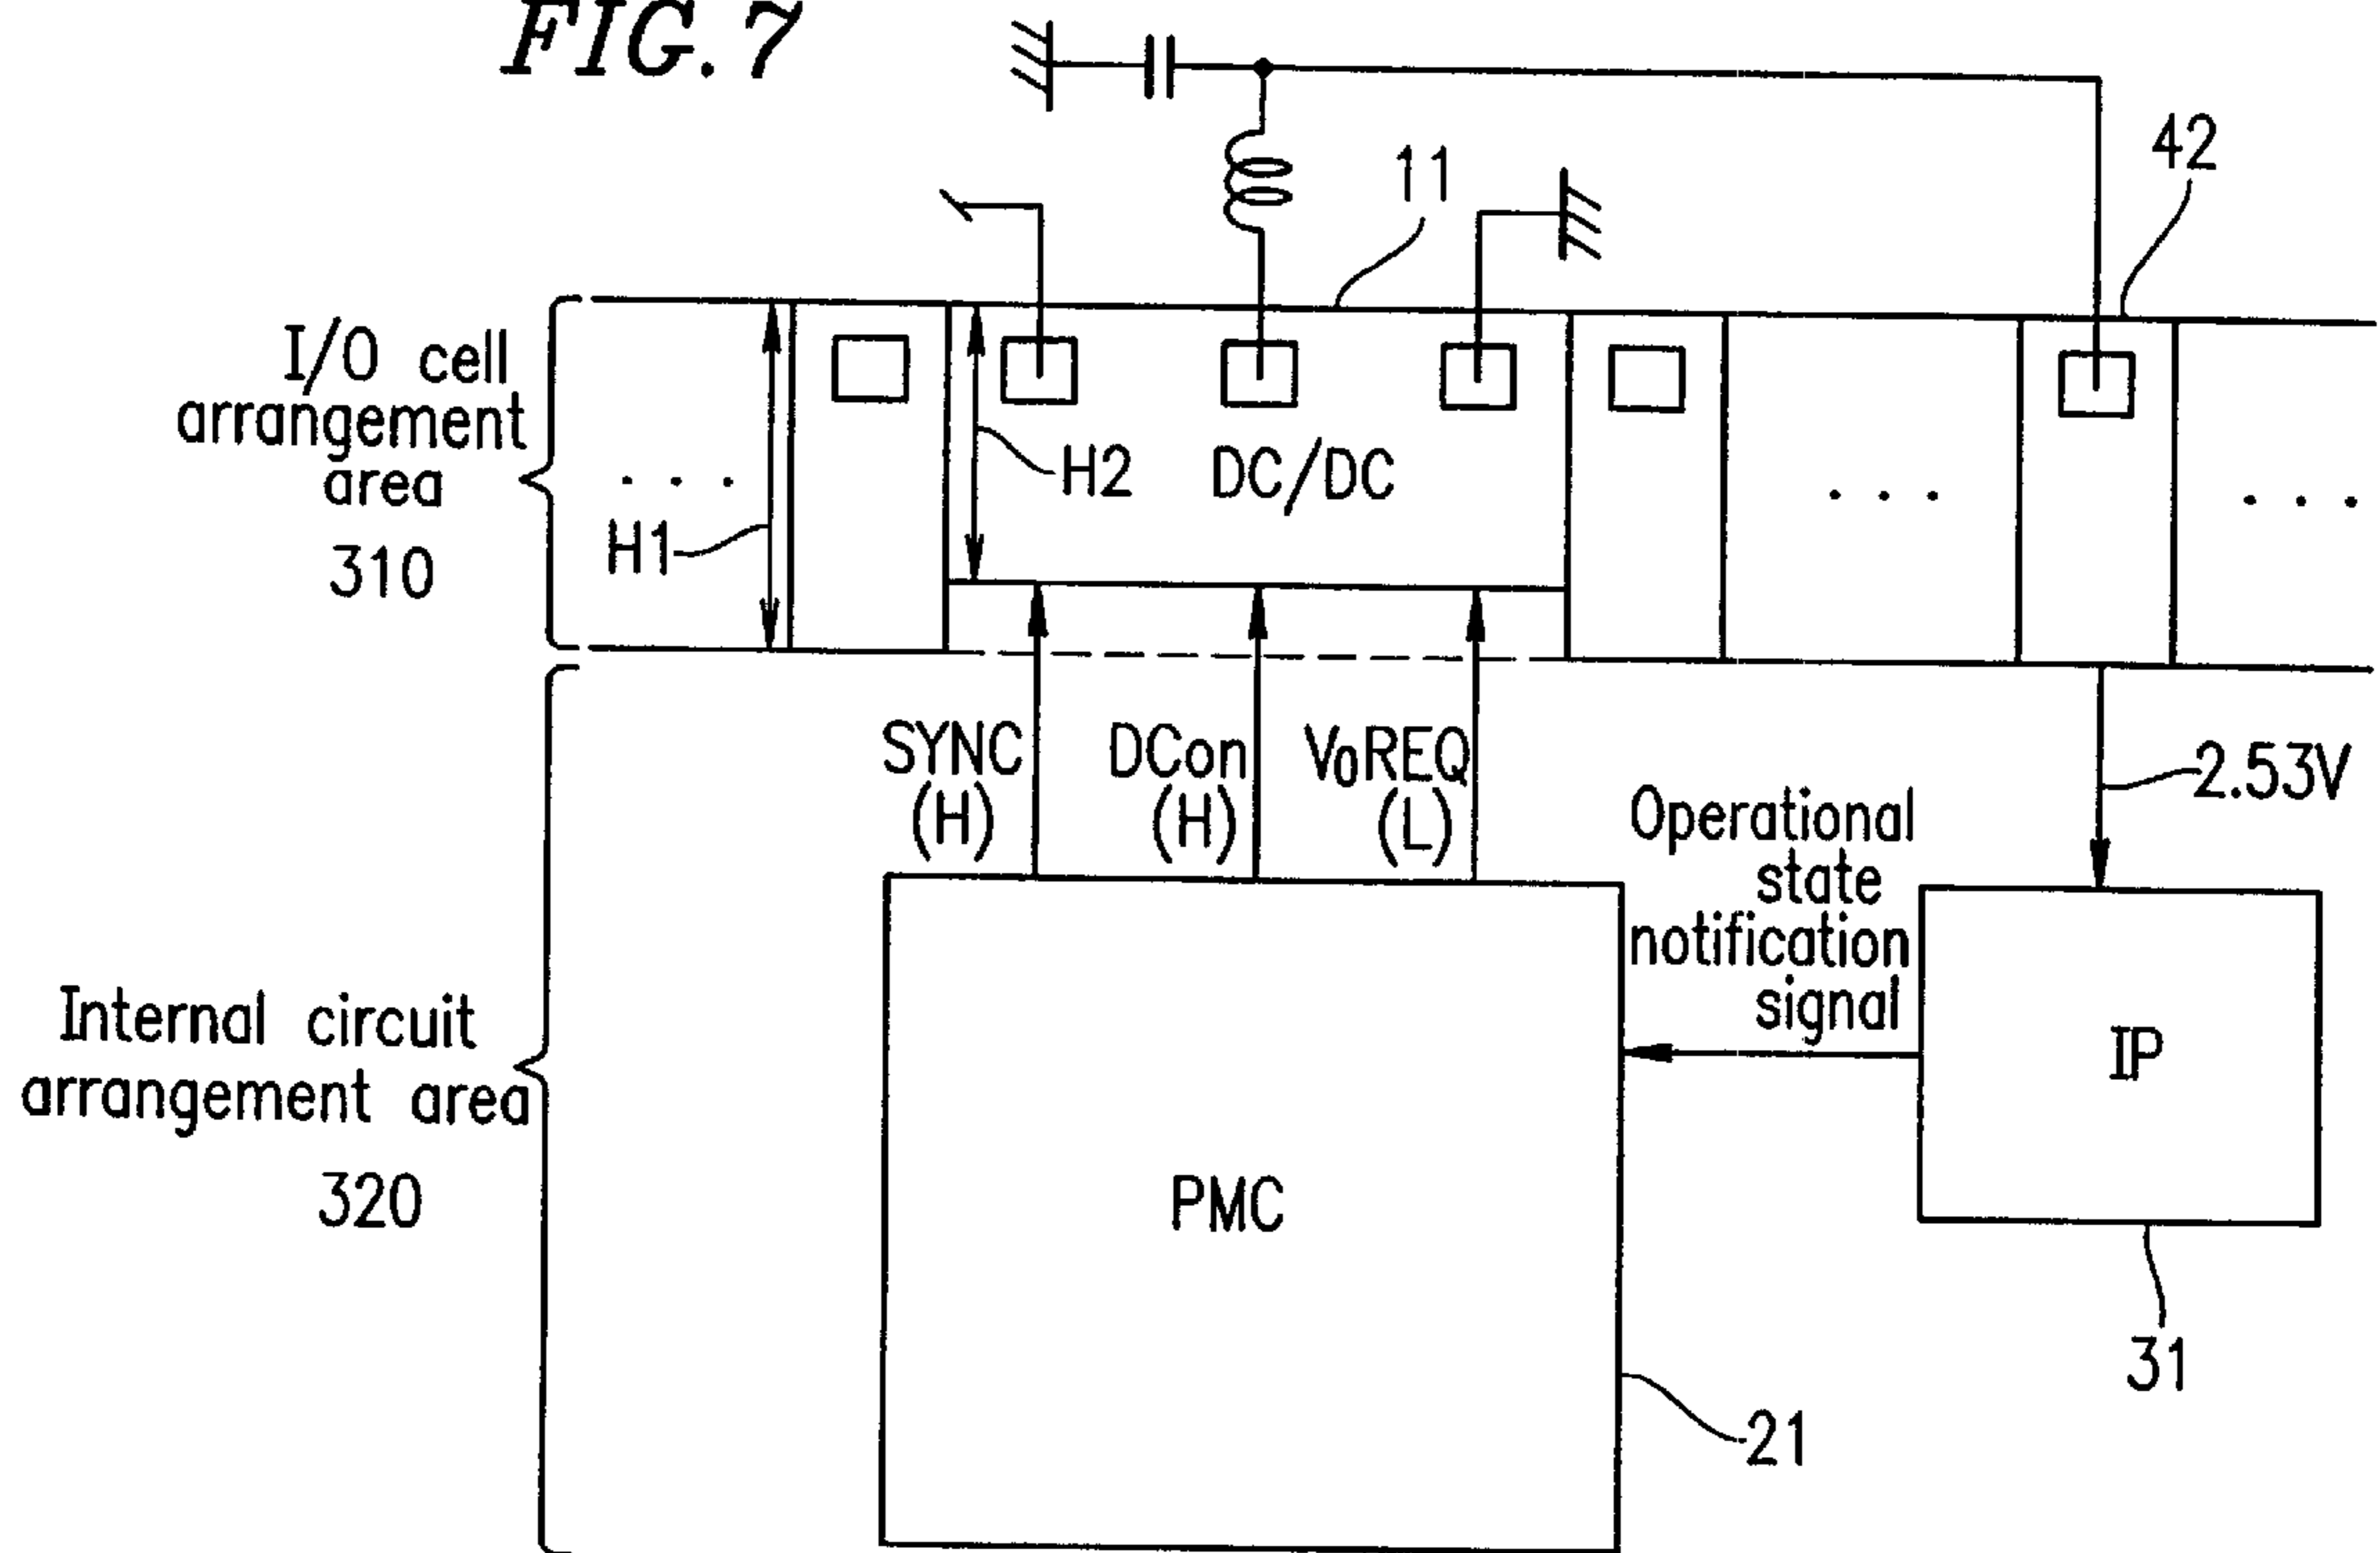 FIG. 7
11
42
I/O cell
arrangement
area
310
H1
H2
DC/DC
. . .
. . .
. . .
SYNC
(H)
DCon
(H)
V0REQ
(L)
2.53V
Operational
state
notification
signal
Internal circuit
arrangement area
320
PMC
IP
31
21